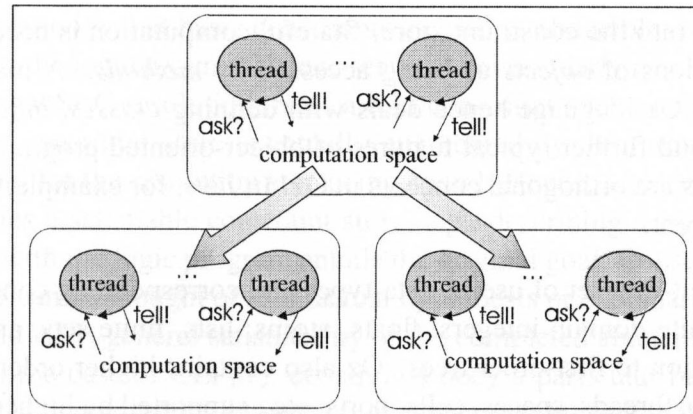 ... 
thread thread
ask? tell! ask? tell!
computation space
...
thread thread
ask? tell! ask? tell!
computation space
...
thread thread
ask? tell! ask? tell!
computation space